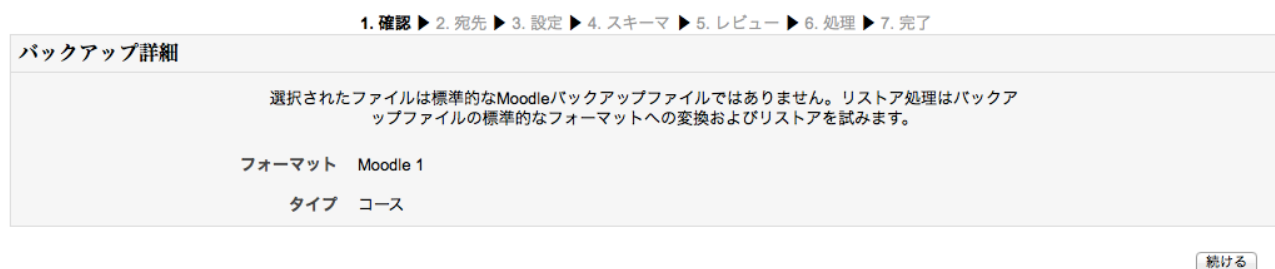 1. 確認 ▶ 2. 宛先 ▶ 3. 設定 ▶ 4. スキーマ ▶ 5. レビュー ▶ 6. 処理 ▶ 7. 完了
バックアップ詳細
選択されたファイルは標準的なMoodleバックアップファイルではありません。リストア処理はバックア
ップファイルの標準的なフォーマットへの変換およびリストアを試みます。
フォーマット Moodle 1
タイプ コース
続ける